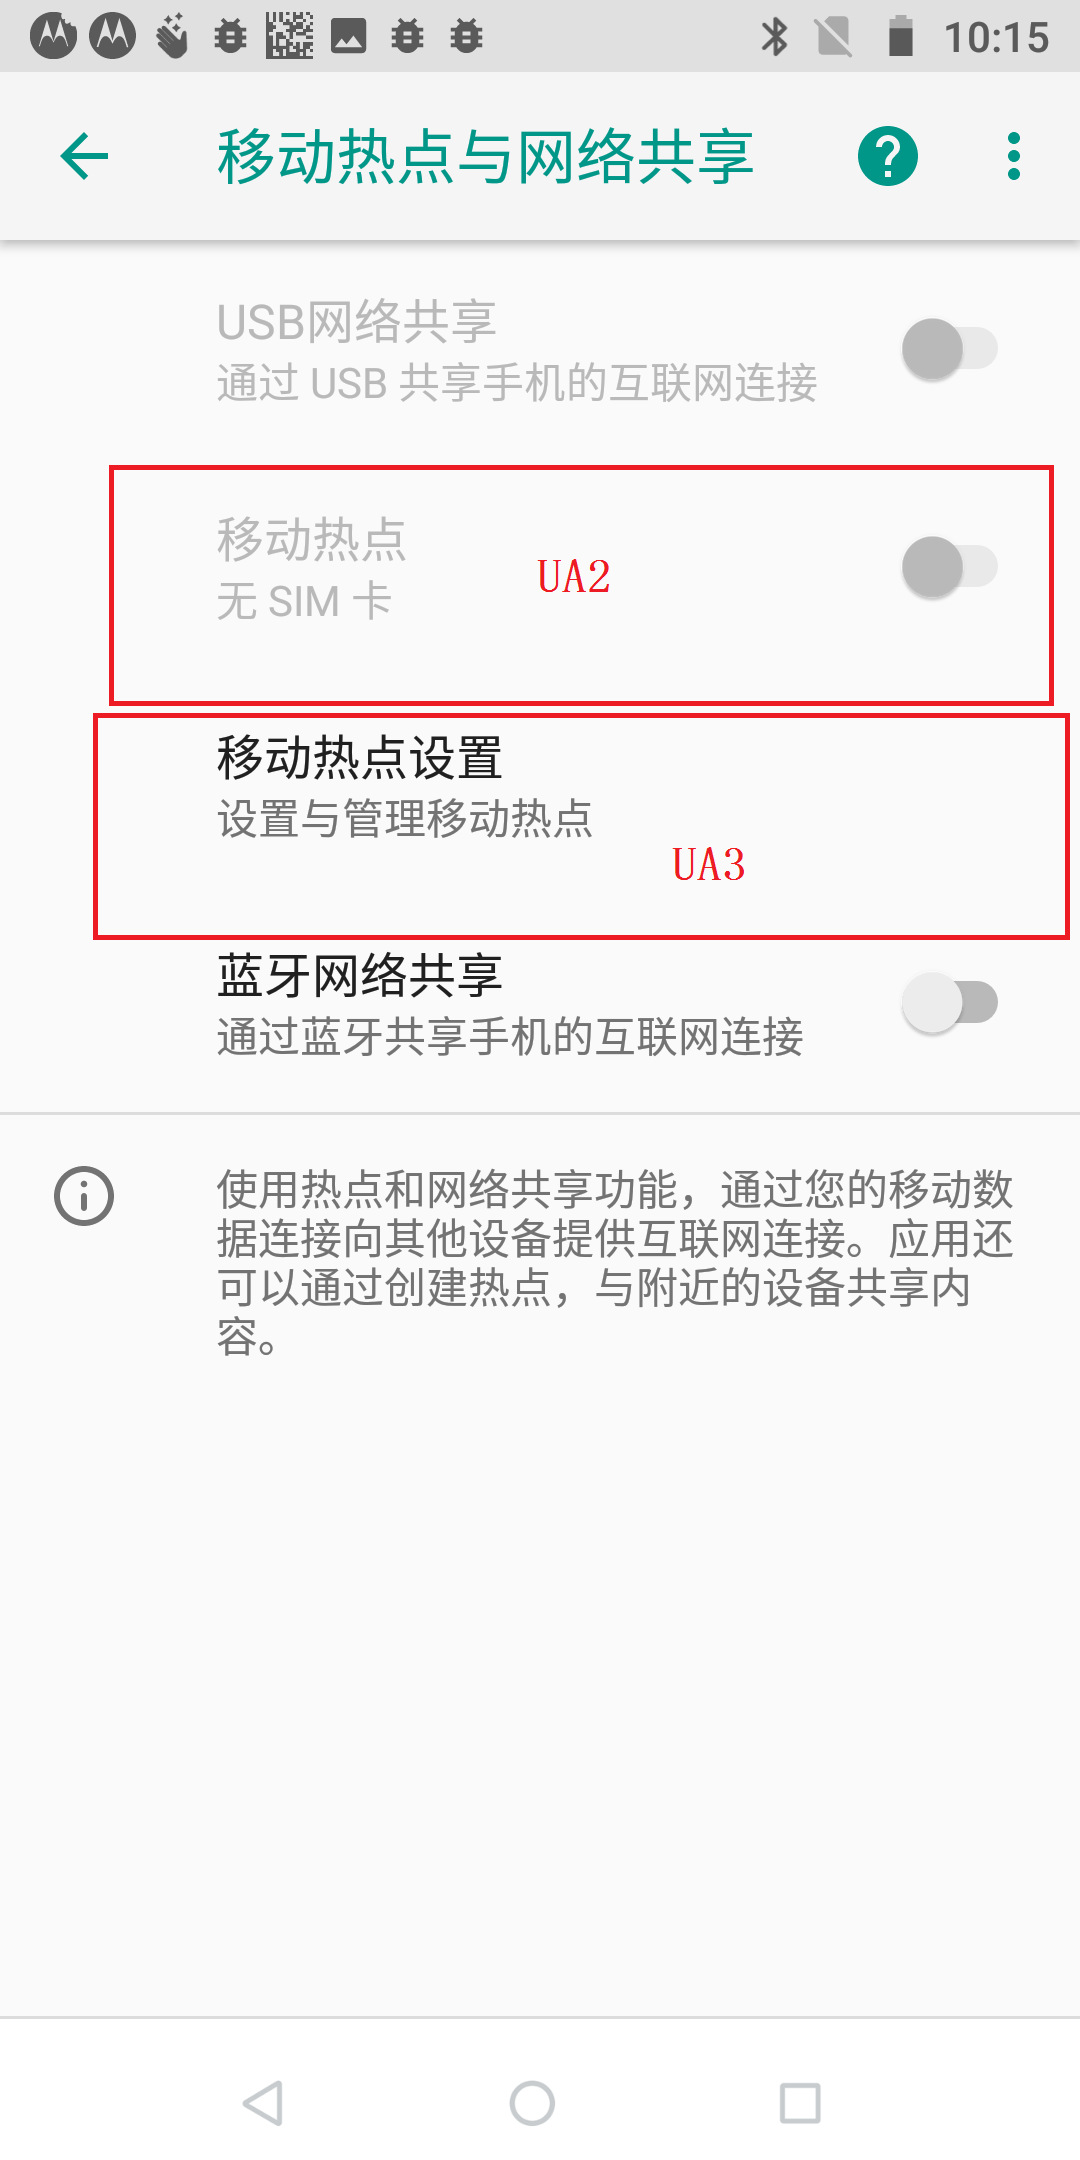 10:15
移动热点与网络共享
USB网络共享
通过 USB 共享手机的互联网连接
移动热点
无 SIM 卡
UA2
移动热点设置
设置与管理移动热点
UA3
蓝牙网络共享
通过蓝牙共享手机的互联网连接
使用热点和网络共享功能，通过您的移动数
据连接向其他设备提供互联网连接。应用还
可以通过创建热点，与附近的设备共享内
容。